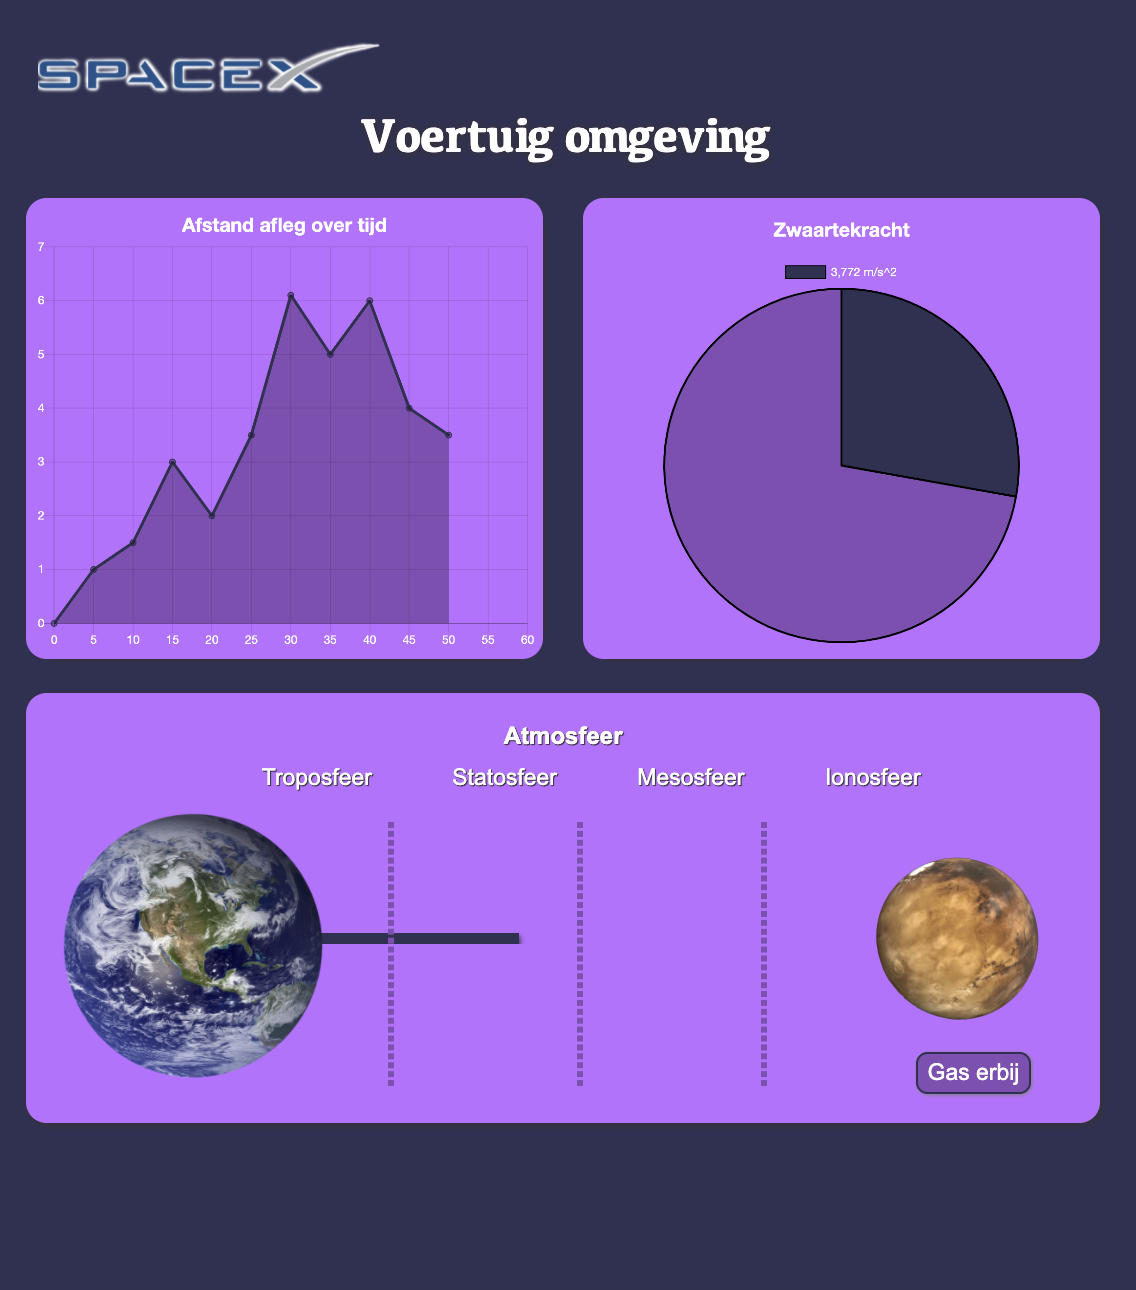 SPACEX
Voertuig omgeving
Afstand afleg over tijd
7
6
5
4
3
2
1
0
0 5 10 15 20 25 30 35 40 45 50 55 60
Zwaartekracht
3,772 m/s^2
Atmosfeer
Troposfeer Statosfeer Mesosfeer Ionosfeer
Gas erbij